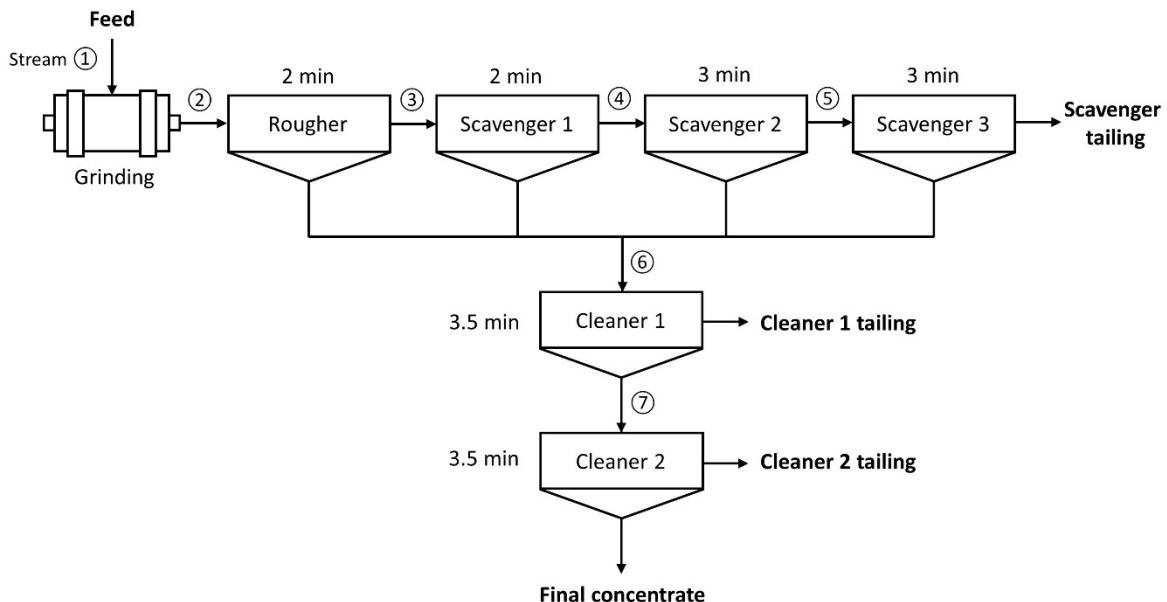 Feed
Stream ①
2 min
2 min
3 min
3 min
②
③
④
⑤
Rougher
Scavenger 1
Scavenger 2
Scavenger 3
Scavenger
tailing
Grinding
⑥
3.5 min
Cleaner 1
Cleaner 1 tailing
⑦
3.5 min
Cleaner 2
Cleaner 2 tailing
Final concentrate